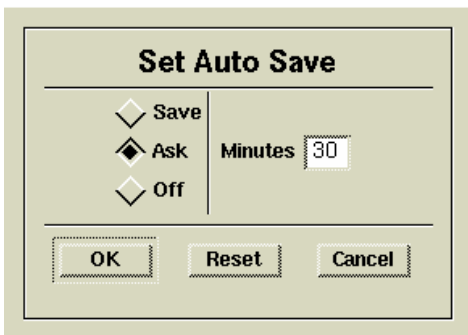 Set Auto Save
Save
Ask
Off
Minutes 30
OK Reset Cancel